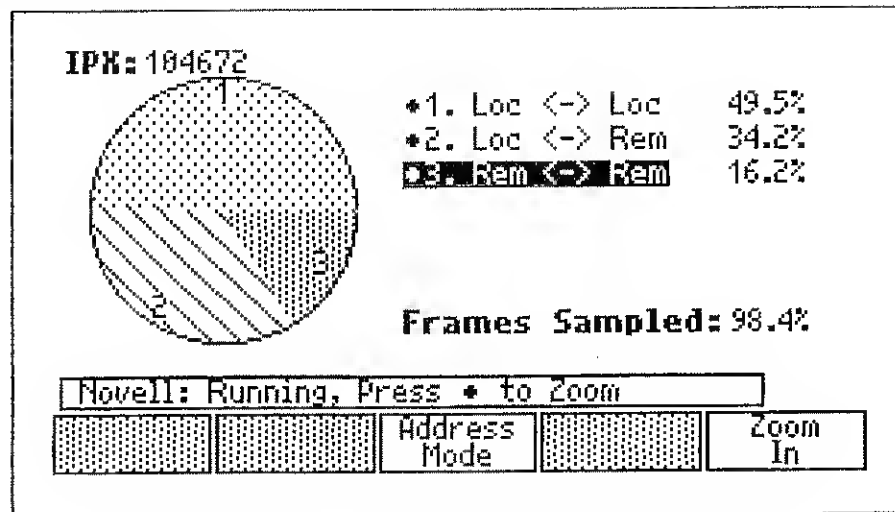 IPX: 104672
1
•1. Loc <-> Loc 49.5%
•2. Loc <-> Rem 34.2%
•3. Rem <-> Rem 16.2%
3
2
Frames Sampled: 98.4%
Novell: Running, Press • to Zoom
Address Mode
Zoom In